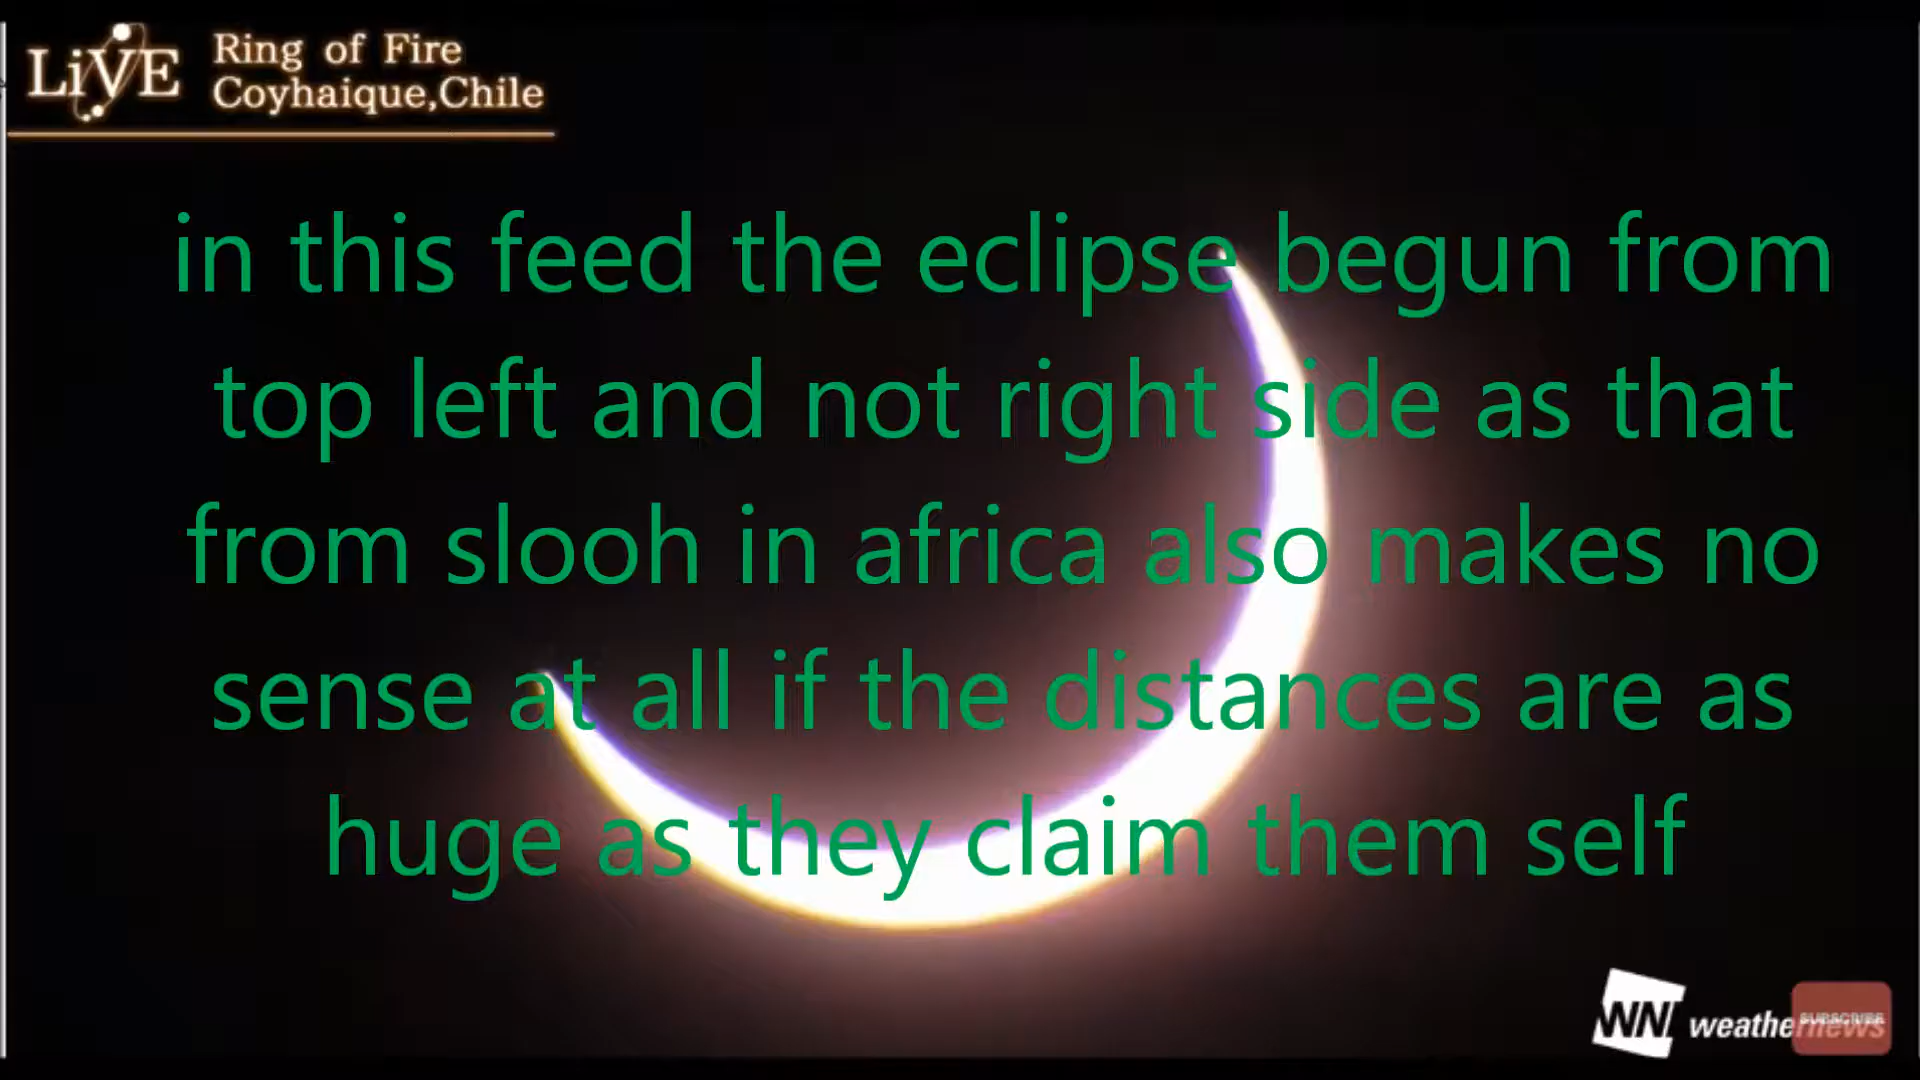 LiVE
Ring of Fire
Coyhaique,Chile
in this feed the eclipse begun from
top left and not right side as that
from slooh in africa also makes no
sense at all if the distances are as
huge as they claim them self
WN weathernews
SUBSCRIBE